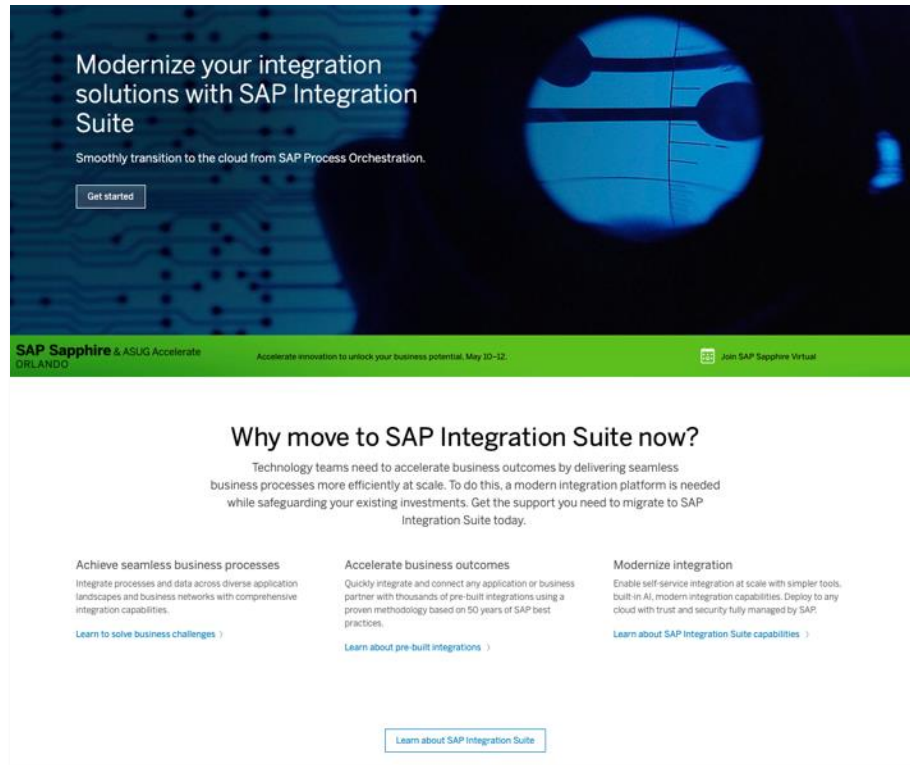 Modernize your integration
solutions with SAP Integration
Suite
Smoothly transition to the cloud from SAP Process Orchestration.
Get started
SAP Sapphire & ASUG Accelerate
ORLANDO
Accelerate innovation to unlock your business potential, May 10–12.
Join SAP Sapphire Virtual
Why move to SAP Integration Suite now?
Technology teams need to accelerate business outcomes by delivering seamless
business processes more efficiently at scale. To do this, a modern integration platform is needed
while safeguarding your existing investments. Get the support you need to migrate to SAP
Integration Suite today.
Achieve seamless business processes
Integrate processes and data across diverse application
landscapes and business networks with comprehensive
integration capabilities.
Learn to solve business challenges >
Accelerate business outcomes
Quickly integrate and connect any application or business
partner with thousands of pre-built integrations using a
proven methodology based on 50 years of SAP best
practices.
Learn about pre-built integrations >
Modernize integration
Enable self-service integration at scale with simpler tools,
built-in AI, modern integration capabilities. Deploy to any
cloud with trust and security fully managed by SAP.
Learn about SAP Integration Suite capabilities >
Learn about SAP Integration Suite